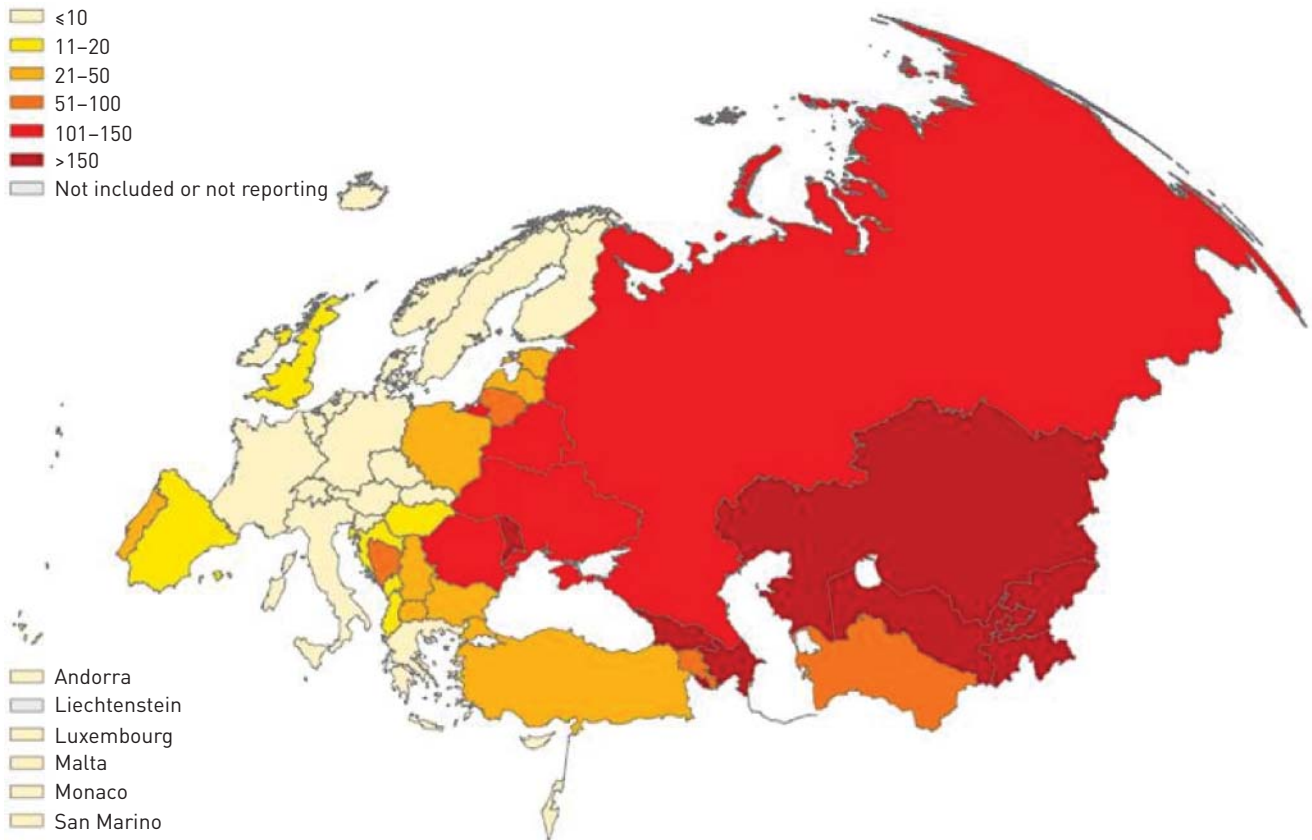 ⩽10
11–20
21–50
51–100
101–150
>150
Not included or not reporting
Andorra
Liechtenstein
Luxembourg
Malta
Monaco
San Marino